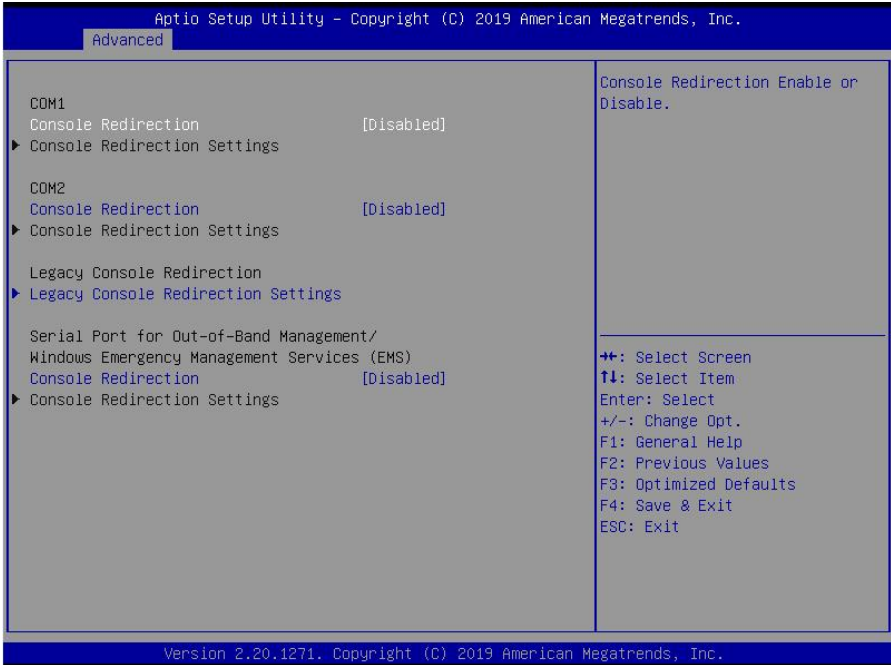 Aptio Setup Utility – Copyright (C) 2019 American Megatrends, Inc.
Advanced
COM1
Console Redirection [Disabled]
▶ Console Redirection Settings
COM2
Console Redirection [Disabled]
▶ Console Redirection Settings
Legacy Console Redirection
▶ Legacy Console Redirection Settings
Serial Port for Out-of-Band Management/
Windows Emergency Management Services (EMS)
Console Redirection [Disabled]
▶ Console Redirection Settings
Console Redirection Enable or
Disable.
→←: Select Screen
↑↓: Select Item
Enter: Select
+/-: Change Opt.
F1: General Help
F2: Previous Values
F3: Optimized Defaults
F4: Save & Exit
ESC: Exit
Version 2.20.1271. Copyright (C) 2019 American Megatrends, Inc.